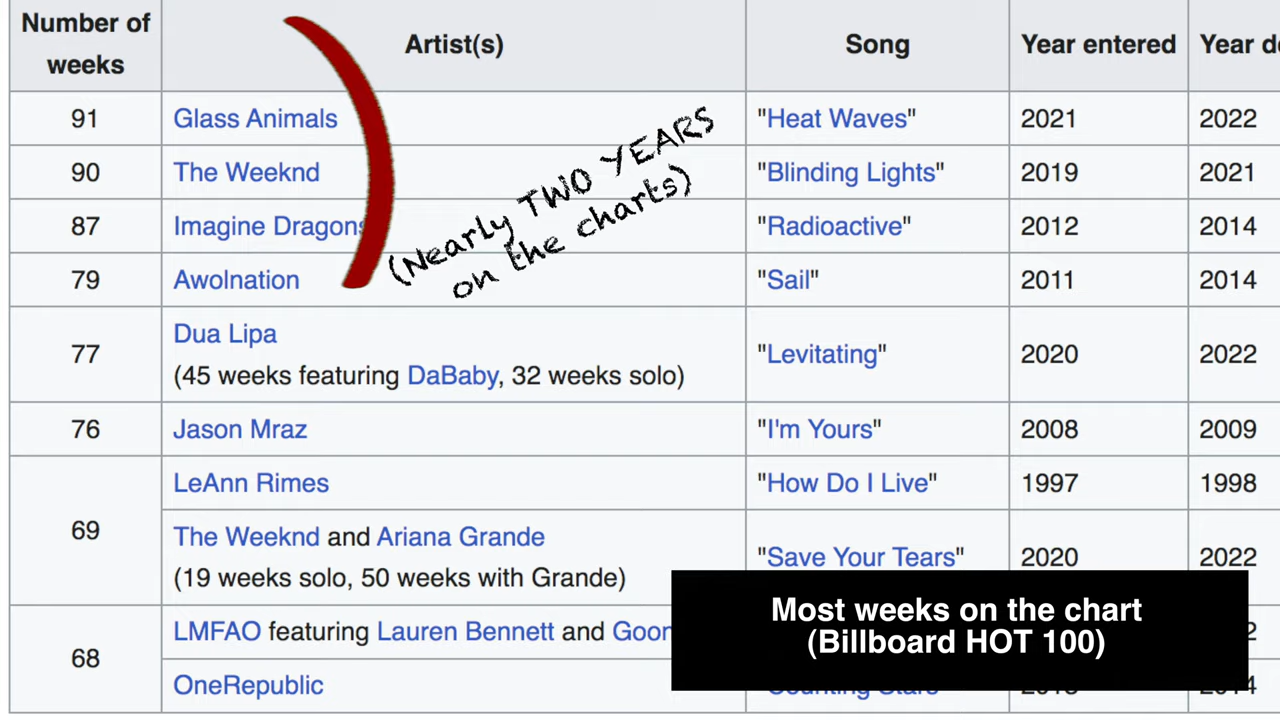 Number of weeks Artist(s) Song Year entered Year d
91 Glass Animals "Heat Waves" 2021 2022
90 The Weeknd "Blinding Lights" 2019 2021
87 Imagine Dragons "Radioactive" 2012 2014
79 Awolnation "Sail" 2011 2014
(Nearly TWO YEARS
on the charts)
77 Dua Lipa
(45 weeks featuring DaBaby, 32 weeks solo) "Levitating" 2020 2022
76 Jason Mraz "I'm Yours" 2008 2009
69 LeAnn Rimes "How Do I Live" 1997 1998
The Weeknd and Ariana Grande
(19 weeks solo, 50 weeks with Grande) "Save Your Tears" 2020 2022
68 LMFAO featuring Lauren Bennett and Goon
OneRepublic
Most weeks on the chart
(Billboard HOT 100)